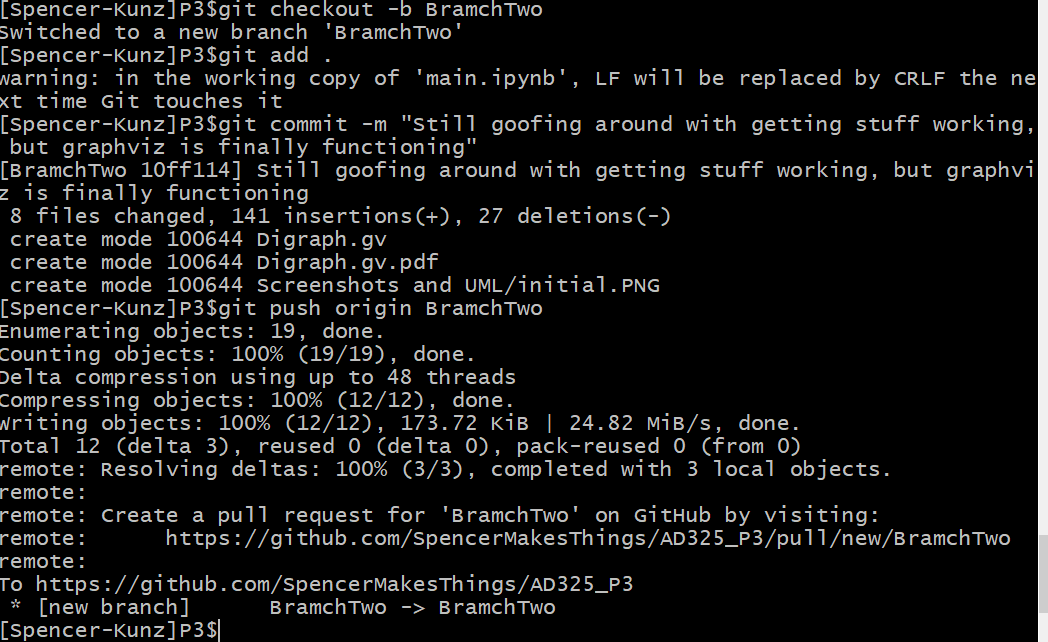 [Spencer-Kunz]P3$git checkout -b BramchTwo
Switched to a new branch 'BramchTwo'
[Spencer-Kunz]P3$git add .
warning: in the working copy of 'main.ipynb', LF will be replaced by CRLF the ne
xt time Git touches it
[Spencer-Kunz]P3$git commit -m "Still goofing around with getting stuff working,
 but graphviz is finally functioning"
[BramchTwo 10ff114] Still goofing around with getting stuff working, but graphvi
z is finally functioning
 8 files changed, 141 insertions(+), 27 deletions(-)
 create mode 100644 Digraph.gv
 create mode 100644 Digraph.gv.pdf
 create mode 100644 Screenshots and UML/initial.PNG
[Spencer-Kunz]P3$git push origin BramchTwo
Enumerating objects: 19, done.
Counting objects: 100% (19/19), done.
Delta compression using up to 48 threads
Compressing objects: 100% (12/12), done.
Writing objects: 100% (12/12), 173.72 KiB | 24.82 MiB/s, done.
Total 12 (delta 3), reused 0 (delta 0), pack-reused 0 (from 0)
remote: Resolving deltas: 100% (3/3), completed with 3 local objects.
remote:
remote: Create a pull request for 'BramchTwo' on GitHub by visiting:
remote:      https://github.com/SpencerMakesThings/AD325_P3/pull/new/BramchTwo
remote:
To https://github.com/SpencerMakesThings/AD325_P3
 * [new branch]      BramchTwo -> BramchTwo
[Spencer-Kunz]P3$